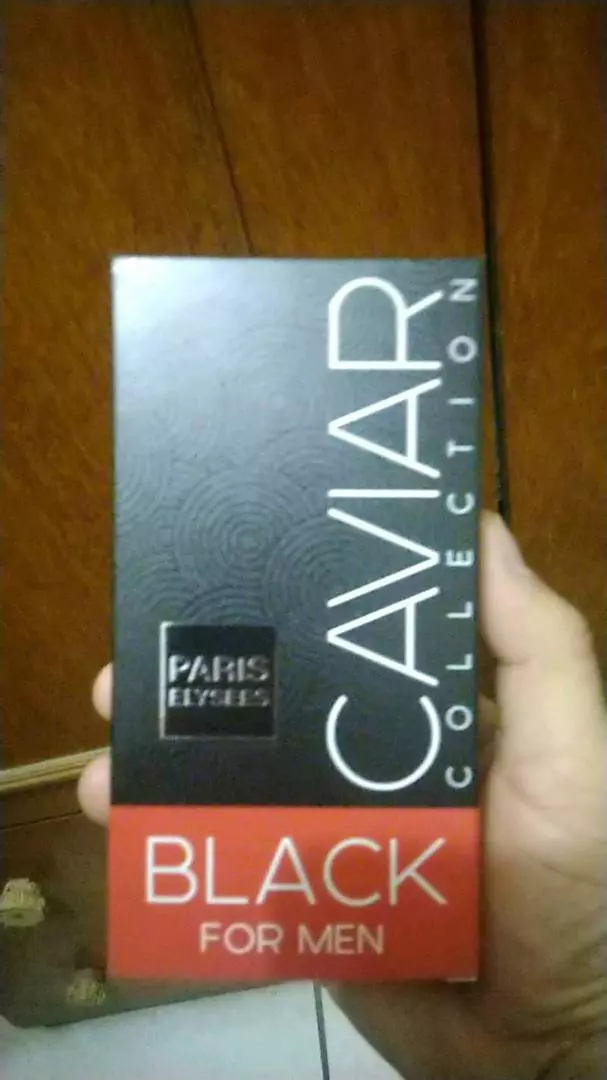 CAVIAR
COLLECTION
PARIS
ELYSEES
BLACK
FOR MEN